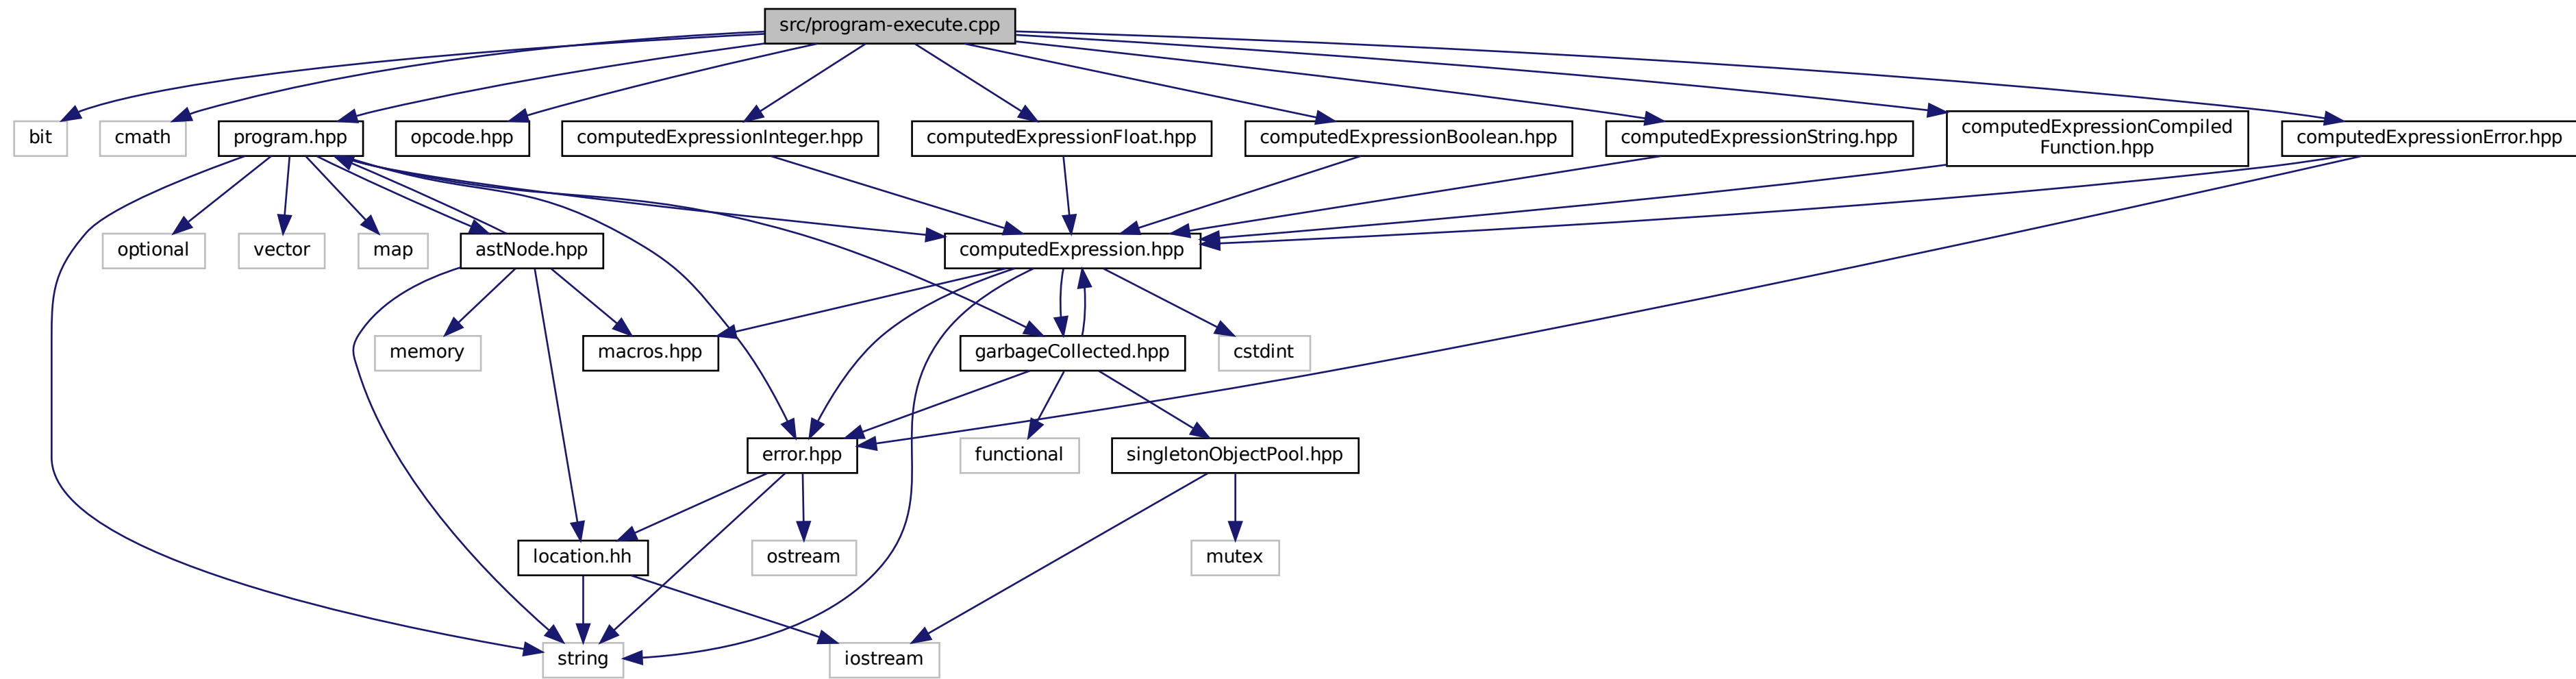 src/program-execute.cpp
bit
cmath
program.hpp
opcode.hpp
computedExpressionInteger.hpp
computedExpressionFloat.hpp
computedExpressionBoolean.hpp
computedExpressionString.hpp
computedExpressionCompiled
Function.hpp
computedExpressionError.hpp
optional
vector
map
astNode.hpp
computedExpression.hpp
memory
macros.hpp
garbageCollected.hpp
cstdint
error.hpp
functional
singletonObjectPool.hpp
location.hh
ostream
mutex
string
iostream